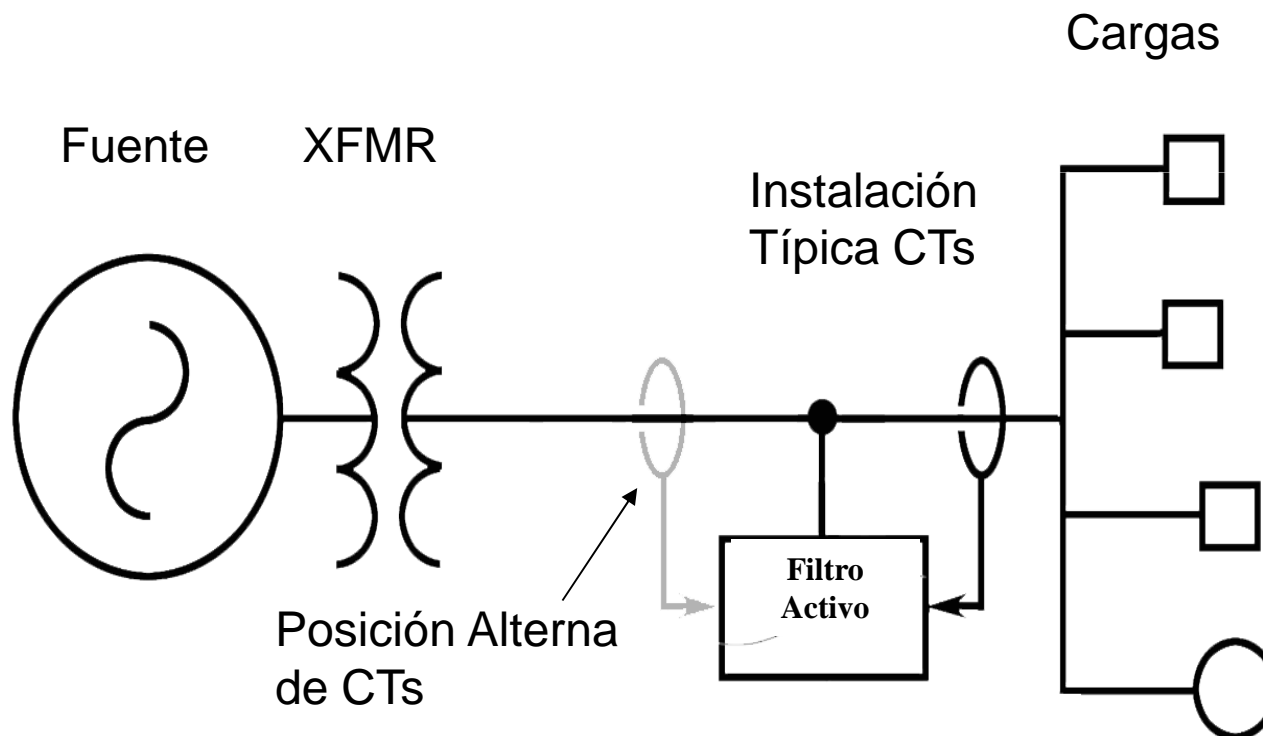 Cargas
Fuente
XFMR
Instalación
Típica CTs
Filtro
Activo
Posición Alterna
de CTs